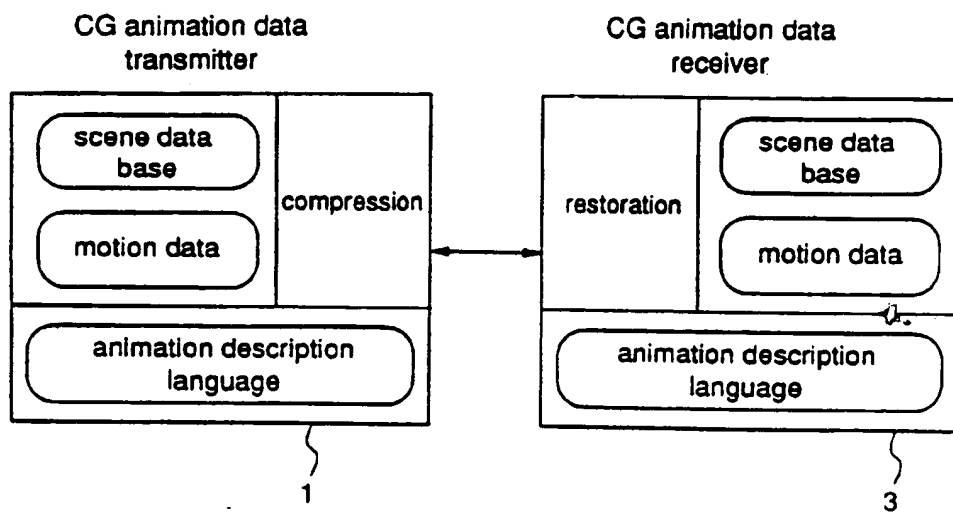 CG animation data
transmitter
scene data
base
motion data
compression
animation description
language
1
CG animation data
receiver
restoration
scene data
base
motion data
animation description
language
3